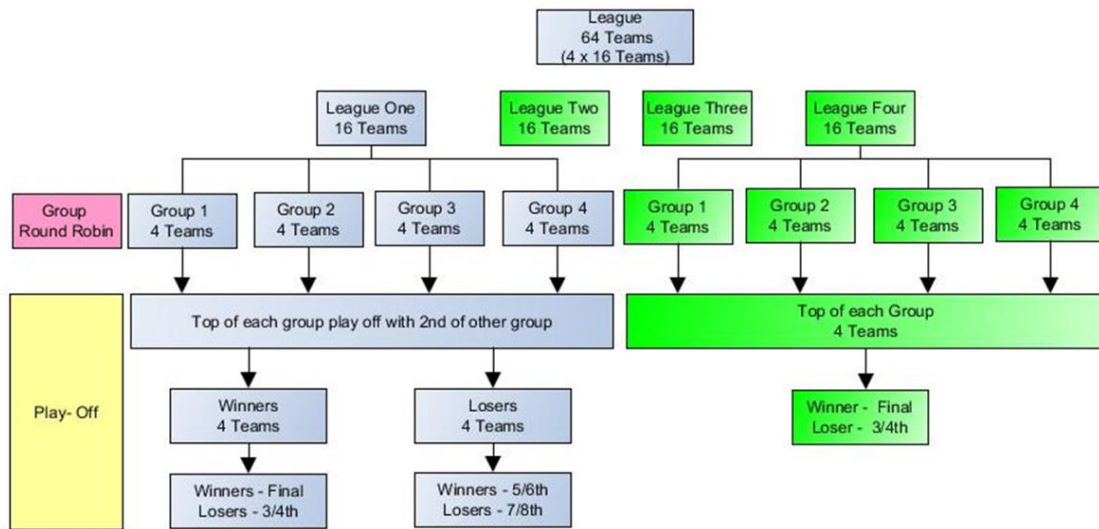 League
64 Teams
(4 x 16 Teams)
League One
16 Teams
League Two
16 Teams
League Three
16 Teams
League Four
16 Teams
Group
Round Robin
Group 1
4 Teams
Group 2
4 Teams
Group 3
4 Teams
Group 4
4 Teams
Group 1
4 Teams
Group 2
4 Teams
Group 3
4 Teams
Group 4
4 Teams
Play- Off
Top of each group play off with 2nd of other group
Top of each Group
4 Teams
Winners
4 Teams
Losers
4 Teams
Winner - Final
Loser - 3/4th
Winners - Final
Losers - 3/4th
Winners - 5/6th
Losers - 7/8th